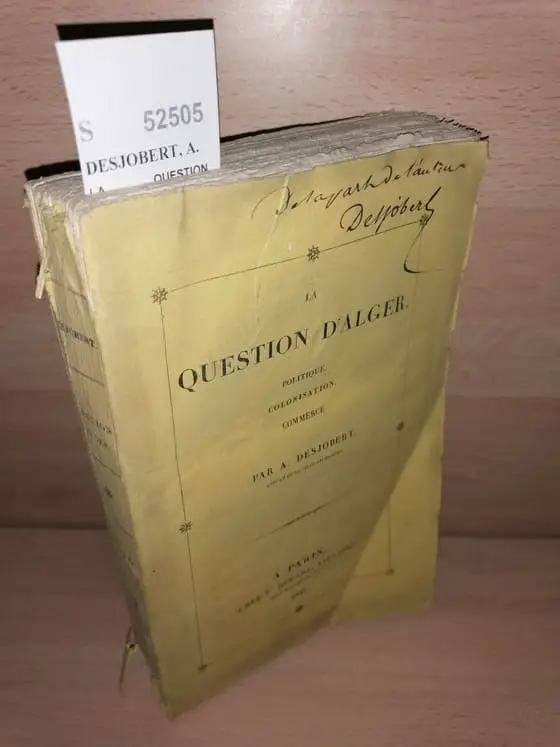 S 52505
DESJOBERT, A.
LA QUESTION
De la part de l'auteur
Desjobert
LA
QUESTION D'ALGER.
POLITIQUE,
COLONISATION,
COMMERCE
PAR A. DESJOBERT,
A PARIS,